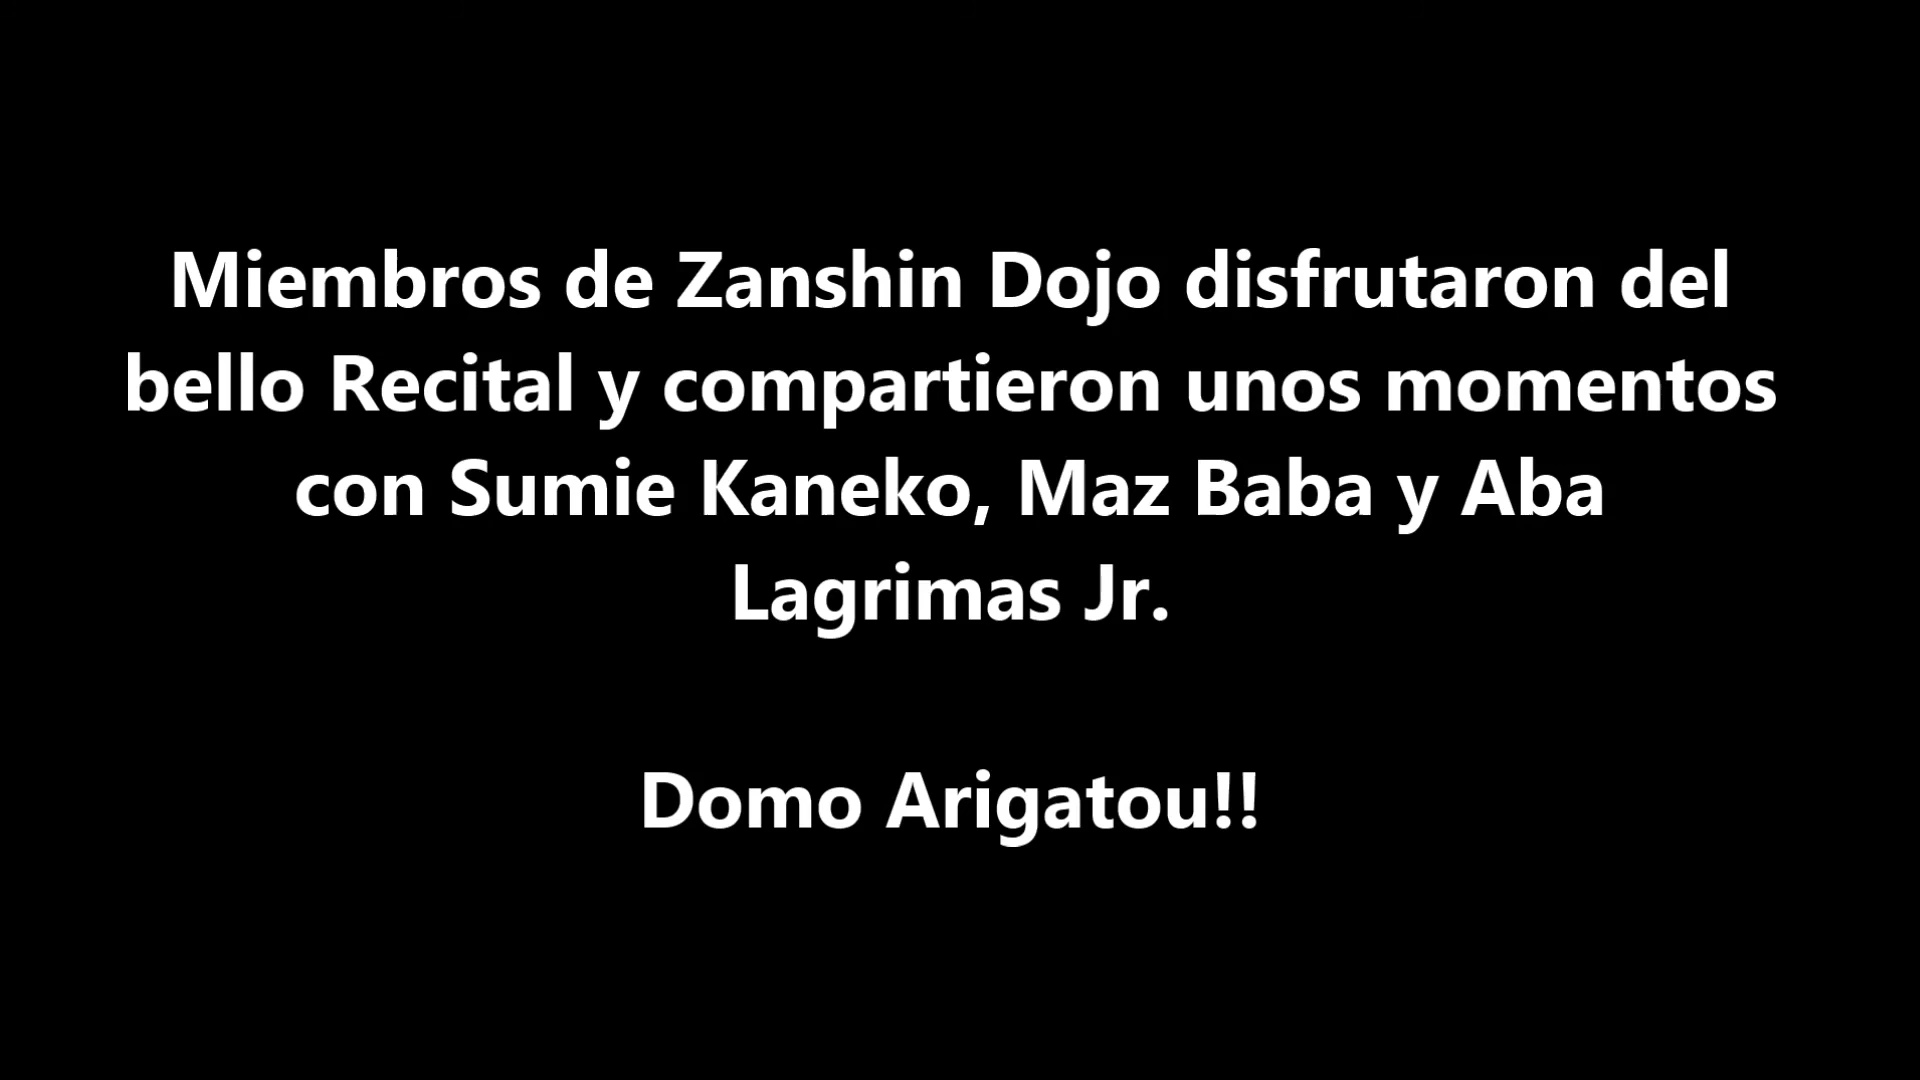 Miembros de Zanshin Dojo disfrutaron del
bello Recital y compartieron unos momentos
con Sumie Kaneko, Maz Baba y Aba
Lagrimas Jr.
Domo Arigatou!!